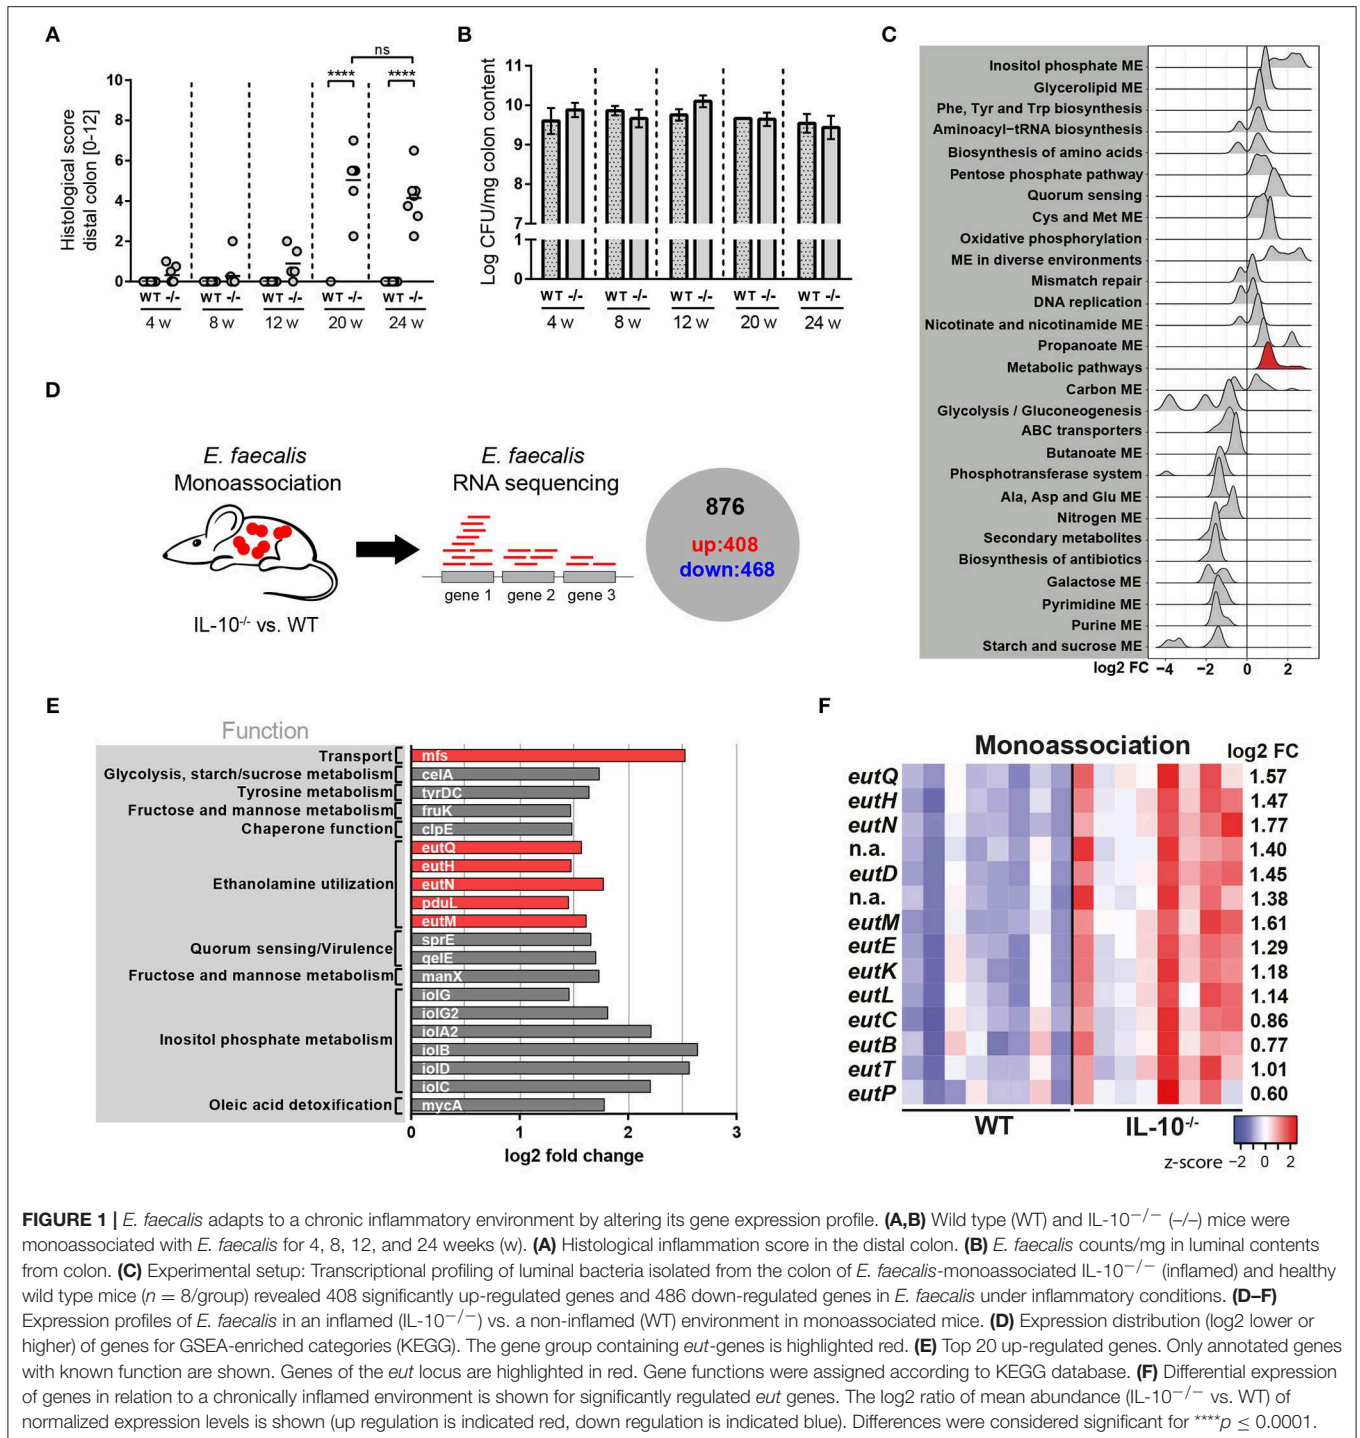 A
ns
****
****
Histological score
distal colon [0-12]
10
8
6
4
2
0
WT -/- WT -/- WT -/- WT -/- WT -/-
4 w 8 w 12 w 20 w 24 w
B
Log CFU/mg colon content
11
10
9
8
7
1
0
WT -/- WT -/- WT -/- WT -/- WT -/-
4 w 8 w 12 w 20 w 24 w
C
Inositol phosphate ME
Glycerolipid ME
Phe, Tyr and Trp biosynthesis
Aminoacyl−tRNA biosynthesis
Biosynthesis of amino acids
Pentose phosphate pathway
Quorum sensing
Cys and Met ME
Oxidative phosphorylation
ME in diverse environments
Mismatch repair
DNA replication
Nicotinate and nicotinamide ME
Propanoate ME
Metabolic pathways
Carbon ME
Glycolysis / Gluconeogenesis
ABC transporters
Butanoate ME
Phosphotransferase system
Ala, Asp and Glu ME
Nitrogen ME
Secondary metabolites
Biosynthesis of antibiotics
Galactose ME
Pyrimidine ME
Purine ME
Starch and sucrose ME
log2 FC −4 −2 0 2
D
E. faecalis
Monoassociation
IL-10-/- vs. WT
E. faecalis
RNA sequencing
gene 1 gene 2 gene 3
876
up:408
down:468
E
Function
Transport mfs
Glycolysis, starch/sucrose metabolism celA
Tyrosine metabolism tyrDC
Fructose and mannose metabolism fruK
Chaperone function clpE
eutQ
eutH
Ethanolamine utilization eutN
pduL
eutM
Quorum sensing/Virulence sprE
gelE
Fructose and mannose metabolism manX
iolG
iolG2
Inositol phosphate metabolism iolA2
iolB
iolD
iolC
Oleic acid detoxification mycA
0 1 2 3
log2 fold change
F
Monoassociation log2 FC
eutQ 1.57
eutH 1.47
eutN 1.77
n.a. 1.40
eutD 1.45
n.a. 1.38
eutM 1.61
eutE 1.29
eutK 1.18
eutL 1.14
eutC 0.86
eutB 0.77
eutT 1.01
eutP 0.60
WT IL-10-/-
z-score −2 0 2
FIGURE 1 | E. faecalis adapts to a chronic inflammatory environment by altering its gene expression profile. (A,B) Wild type (WT) and IL-10−/− (–/–) mice were
monoassociated with E. faecalis for 4, 8, 12, and 24 weeks (w). (A) Histological inflammation score in the distal colon. (B) E. faecalis counts/mg in luminal contents
from colon. (C) Experimental setup: Transcriptional profiling of luminal bacteria isolated from the colon of E. faecalis-monoassociated IL-10−/− (inflamed) and healthy
wild type mice (n = 8/group) revealed 408 significantly up-regulated genes and 486 down-regulated genes in E. faecalis under inflammatory conditions. (D–F)
Expression profiles of E. faecalis in an inflamed (IL-10−/−) vs. a non-inflamed (WT) environment in monoassociated mice. (D) Expression distribution (log2 lower or
higher) of genes for GSEA-enriched categories (KEGG). The gene group containing eut-genes is highlighted red. (E) Top 20 up-regulated genes. Only annotated genes
with known function are shown. Genes of the eut locus are highlighted in red. Gene functions were assigned according to KEGG database. (F) Differential expression
of genes in relation to a chronically inflamed environment is shown for significantly regulated eut genes. The log2 ratio of mean abundance (IL-10−/− vs. WT) of
normalized expression levels is shown (up regulation is indicated red, down regulation is indicated blue). Differences were considered significant for ****p ≤ 0.0001.